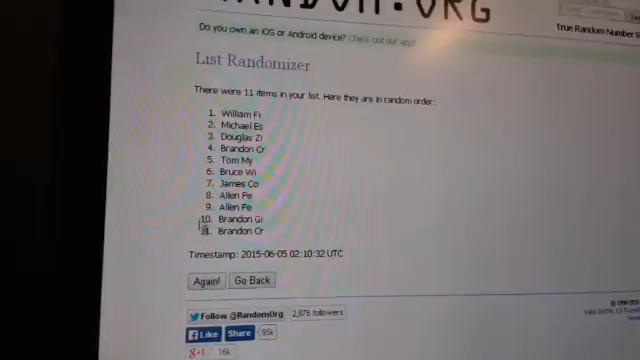 RANDOM.ORG
Do you own an iOS or Android device? Check out our app!
True Random Number S
List Randomizer
There were 11 items in your list. Here they are in random order:
1. William Fi
2. Michael Es
3. Douglas Zi
4. Brandon Cr
5. Tom My
6. Bruce Wi
7. James Co
8. Allen Pe
9. Allen Pe
10. Brandon Gi
11. Brandon Cr
Timestamp: 2015-06-05 02:10:32 UTC
Again! Go Back
Follow @RandomOrg 2,876 followers
Like Share 95k
g+1 16k